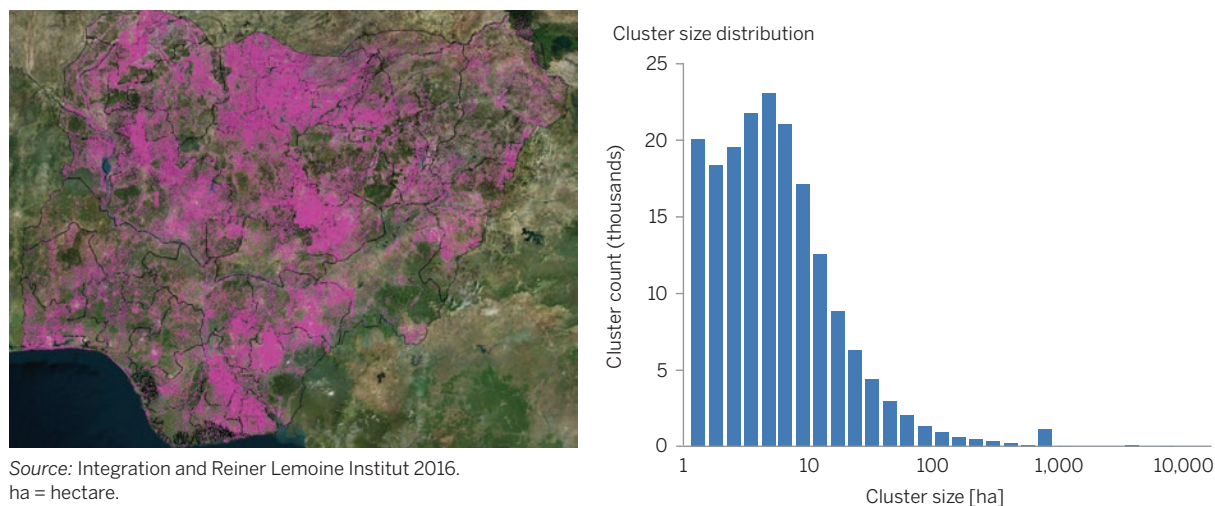 Source: Integration and Reiner Lemoine Institut 2016.
ha = hectare.
Cluster size distribution
Cluster count (thousands)
25
20
15
10
5
0
1 10 100 1,000 10,000
Cluster size [ha]